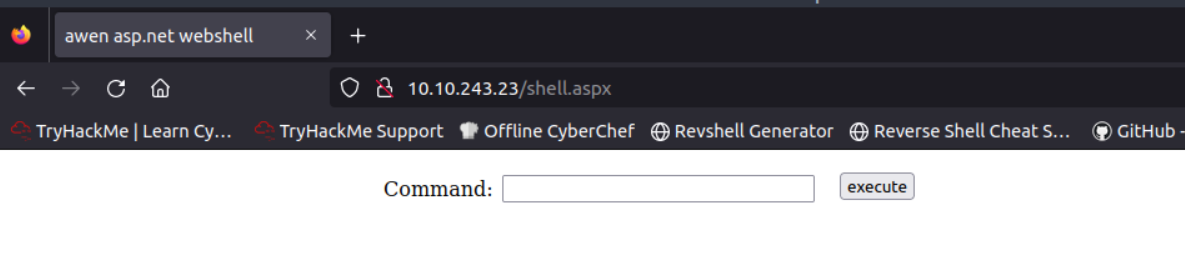 awen asp.net webshell
10.10.243.23/shell.aspx
TryHackMe | Learn Cy… TryHackMe Support Offline CyberChef Revshell Generator Reverse Shell Cheat S… GitHub -
Command: execute